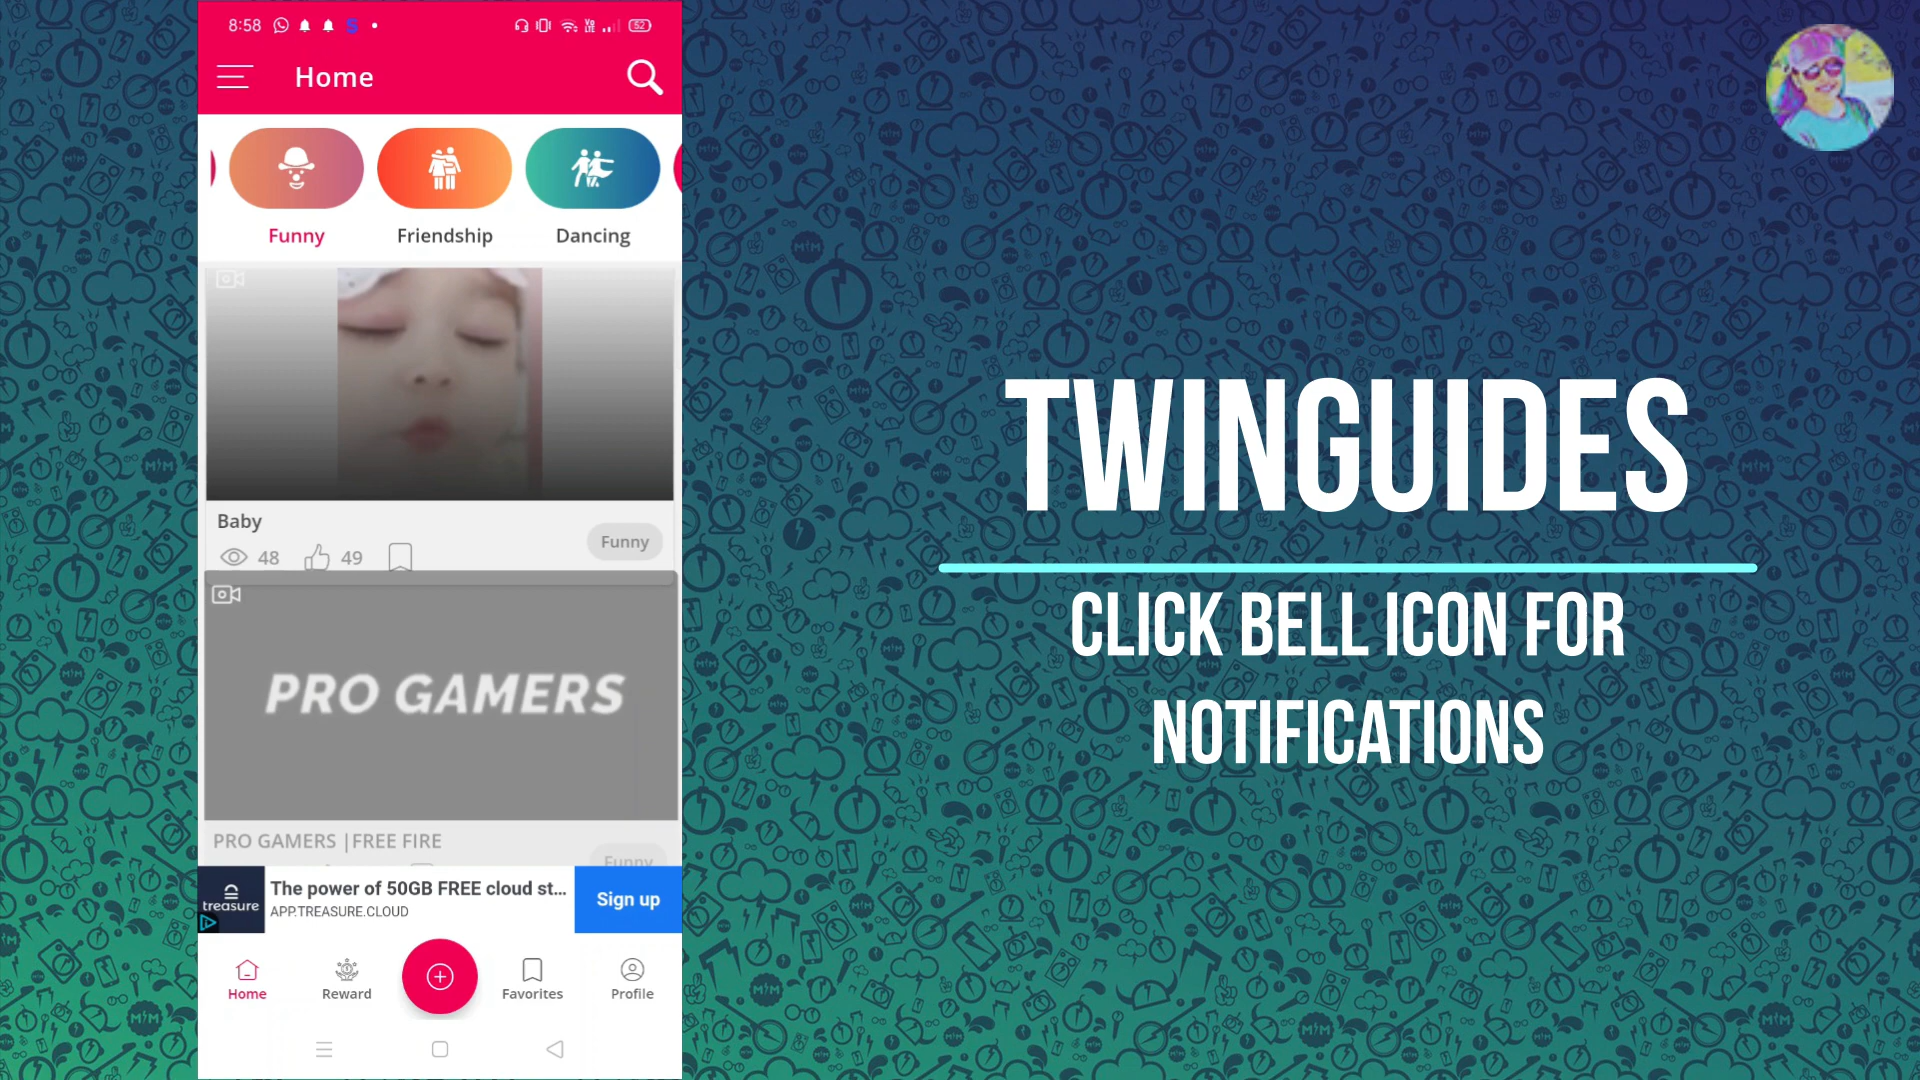 8:58
52
Home
Funny
Friendship
Dancing
Baby
48
49
Funny
PRO GAMERS
PRO GAMERS |FREE FIRE
Funny
treasure
The power of 50GB FREE cloud st...
APP.TREASURE.CLOUD
Sign up
Home
Reward
Favorites
Profile
TWINGUIDES
CLICK BELL ICON FOR
NOTIFICATIONS